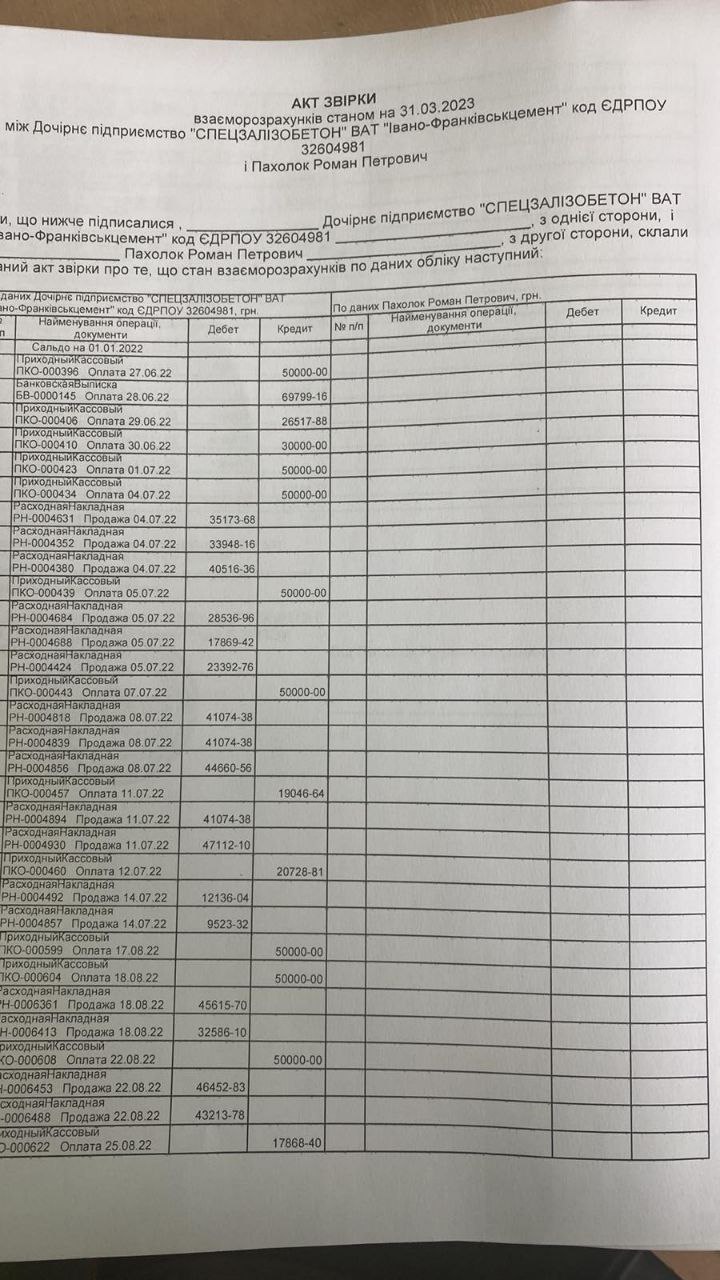 АКТ ЗВІРКИ
взаєморозрахунків станом на 31.03.2023
між Дочірнє підприємство "СПЕЦЗАЛІЗОБЕТОН" ВАТ "Івано-Франківськцемент" код ЄДРПОУ
32604981
і Пахолок Роман Петрович
и, що нижче підписалися , ____________________ Дочірнє підприємство "СПЕЦЗАЛІЗОБЕТОН" ВАТ
вано-Франківськцемент" код ЄДРПОУ 32604981 ____________________, з однієї сторони, і
____________________ Пахолок Роман Петрович ____________________, з другої сторони, склали
аний акт звірки про те, що стан взаєморозрахунків по даних обліку наступний:
даних Дочірнє підприємство "СПЕЦЗАЛІЗОБЕТОН" ВАТ
но-Франківськцемент" код ЄДРПОУ 32604981, грн.
По даних Пахолок Роман Петрович, грн.
п Найменування операції, документи Дебет Кредит № п/п Найменування операції, документи Дебет Кредит
Сальдо на 01.01.2022
ПриходныйКассовый
ПКО-000396 Оплата 27.06.22 50000-00
БанковскаяВыписка
БВ-0000145 Оплата 28.06.22 69799-16
ПриходныйКассовый
ПКО-000406 Оплата 29.06.22 26517-88
ПриходныйКассовый
ПКО-000410 Оплата 30.06.22 30000-00
ПриходныйКассовый
ПКО-000423 Оплата 01.07.22 50000-00
ПриходныйКассовый
ПКО-000434 Оплата 04.07.22 50000-00
РасходнаяНакладная
РН-0004631 Продажа 04.07.22 35173-68
РасходнаяНакладная
РН-0004352 Продажа 04.07.22 33948-16
РасходнаяНакладная
РН-0004380 Продажа 04.07.22 40516-36
ПриходныйКассовый
ПКО-000439 Оплата 05.07.22 50000-00
РасходнаяНакладная
РН-0004684 Продажа 05.07.22 28536-96
РасходнаяНакладная
РН-0004688 Продажа 05.07.22 17869-42
РасходнаяНакладная
РН-0004424 Продажа 05.07.22 23392-76
ПриходныйКассовый
ПКО-000443 Оплата 07.07.22 50000-00
РасходнаяНакладная
РН-0004818 Продажа 08.07.22 41074-38
РасходнаяНакладная
РН-0004839 Продажа 08.07.22 41074-38
РасходнаяНакладная
РН-0004856 Продажа 08.07.22 44660-56
ПриходныйКассовый
ПКО-000457 Оплата 11.07.22 19046-64
РасходнаяНакладная
РН-0004894 Продажа 11.07.22 41074-38
РасходнаяНакладная
РН-0004930 Продажа 11.07.22 47112-10
ПриходныйКассовый
ПКО-000460 Оплата 12.07.22 20728-81
РасходнаяНакладная
РН-0004492 Продажа 14.07.22 12136-04
РасходнаяНакладная
РН-0004857 Продажа 14.07.22 9523-32
ПриходныйКассовый
ПКО-000599 Оплата 17.08.22 50000-00
ПриходныйКассовый
ПКО-000604 Оплата 18.08.22 50000-00
РасходнаяНакладная
РН-0006361 Продажа 18.08.22 45615-70
асходнаяНакладная
Н-0006413 Продажа 18.08.22 32586-10
риходныйКассовый
КО-000608 Оплата 22.08.22 50000-00
асходнаяНакладная
Н-0006453 Продажа 22.08.22 46452-83
сходнаяНакладная
-0006488 Продажа 22.08.22 43213-78
иходныйКассовый
О-000622 Оплата 25.08.22 17868-40